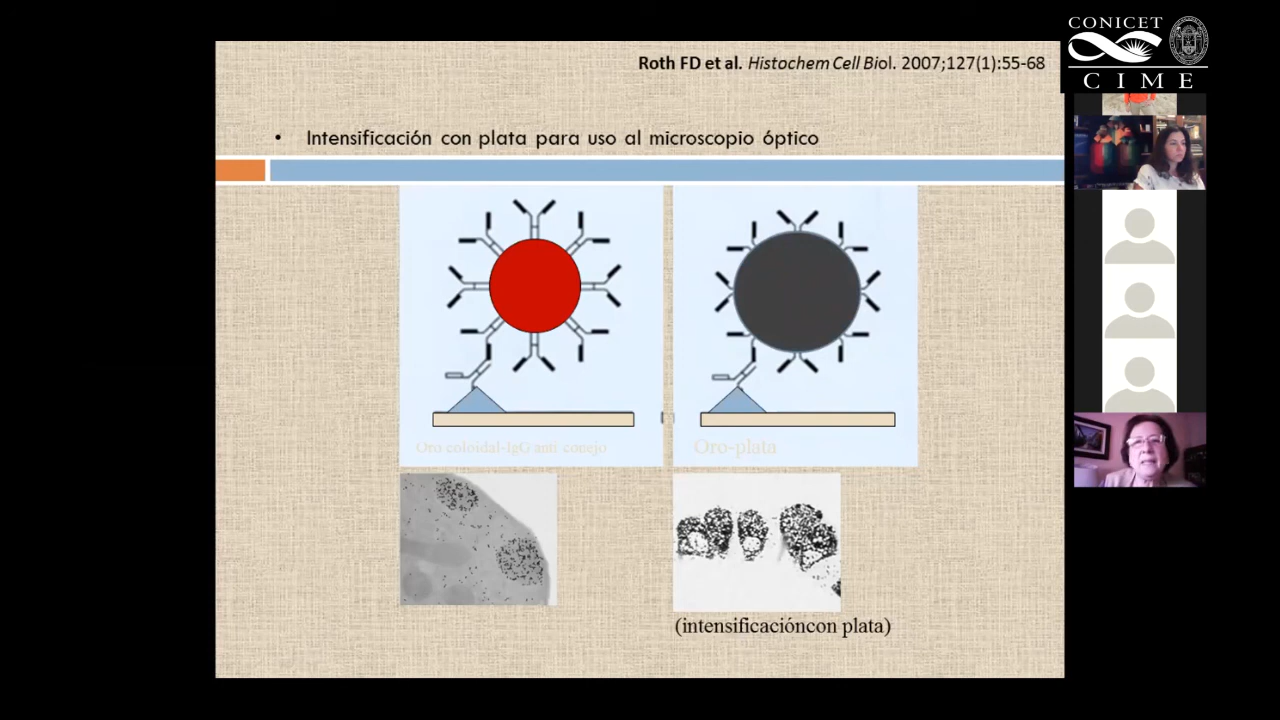 Roth FD et al. Histochem Cell Biol. 2007;127(1):55-68
• Intensificación con plata para uso al microscopio óptico
Oro coloidal-IgG anti conejo
Oro-plata
(intensificacióncon plata)
CONICET
CIME